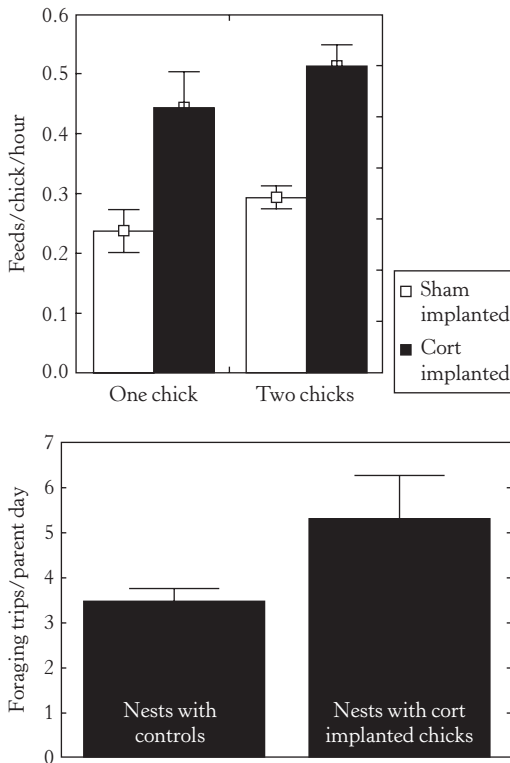 0.6
0.5
0.4
0.3
0.2
0.1
0.0
Feeds/chick/hour
One chick
Two chicks
Sham
implanted
Cort
implanted
7
6
5
4
3
2
1
0
Foraging trips/parent day
Nests with
controls
Nests with cort
implanted chicks